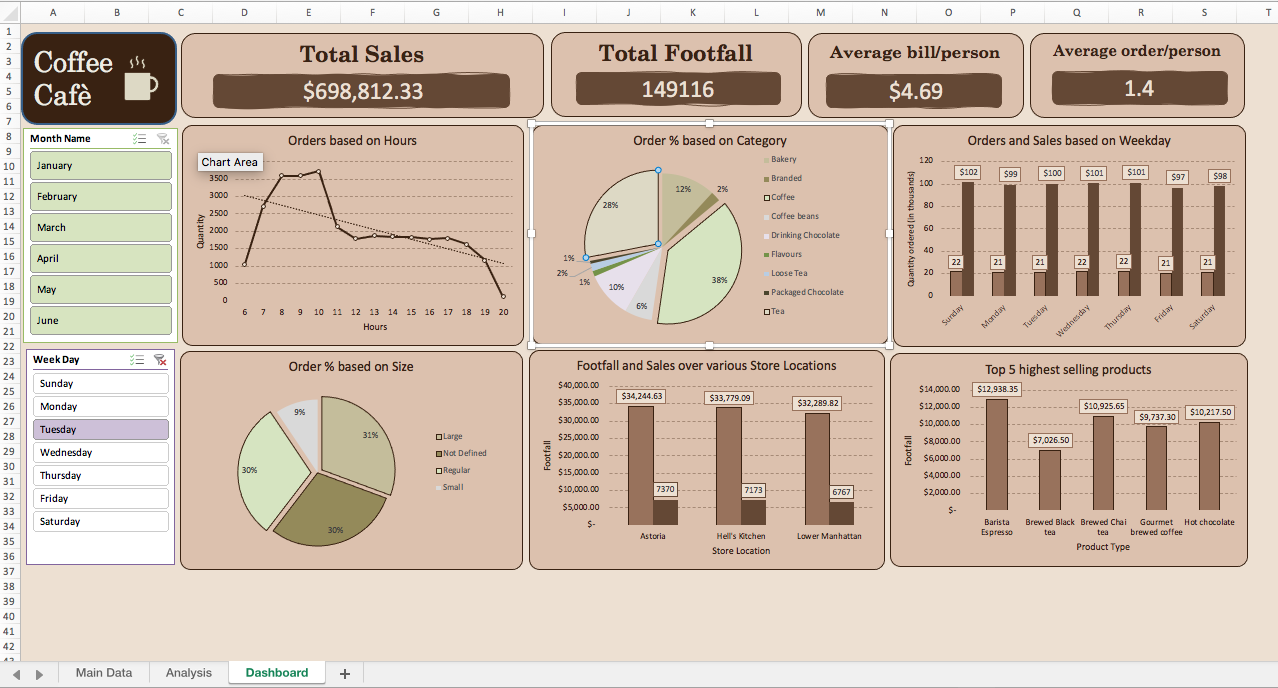 A B C D E F G H I J K L M N O P Q R S T
1
2
3
4
5
6
7
8
9
10
11
12
13
14
15
16
17
18
19
20
21
22
23
24
25
26
27
28
29
30
31
32
33
34
35
36
37
38
39
40
41
42
Coffee
Cafè
Total Sales
$698,812.33
Total Footfall
149116
Average bill/person
$4.69
Average order/person
1.4
Month Name
January
February
March
April
May
June
Week Day
Sunday
Monday
Tuesday
Wednesday
Thursday
Friday
Saturday
Orders based on Hours
Chart Area
3500
3000
2500
2000
1500
1000
500
0
Quantity
6 7 8 9 10 11 12 13 14 15 16 17 18 19 20
Hours
Order % based on Category
12%
2%
38%
6%
10%
1%
2%
1%
28%
Bakery
Branded
Coffee
Coffee beans
Drinking Chocolate
Flavours
Loose Tea
Packaged Chocolate
Tea
Orders and Sales based on Weekday
Quantity ordered (in thousands)
120
100
80
60
40
20
0
$102 $99 $100 $101 $101 $97 $98
22 21 21 22 22 21 21
Sunday Monday Tuesday Wednesday Thursday Friday Saturday
Order % based on Size
31%
30%
30%
9%
Large
Not Defined
Regular
Small
Footfall and Sales over various Store Locations
Footfall
$40,000.00
$35,000.00
$30,000.00
$25,000.00
$20,000.00
$15,000.00
$10,000.00
$5,000.00
$-
$34,244.63 $33,779.09 $32,289.82
7370 7173 6767
Astoria Hell's Kitchen Lower Manhattan
Store Location
Top 5 highest selling products
Footfall
$14,000.00
$12,000.00
$10,000.00
$8,000.00
$6,000.00
$4,000.00
$2,000.00
$-
$12,938.35 $7,026.50 $10,925.65 $9,737.30 $10,217.50
Barista Brewed Black Brewed Chai Gourmet Hot chocolate
Espresso tea tea brewed coffee
Product Type
Main Data Analysis Dashboard +